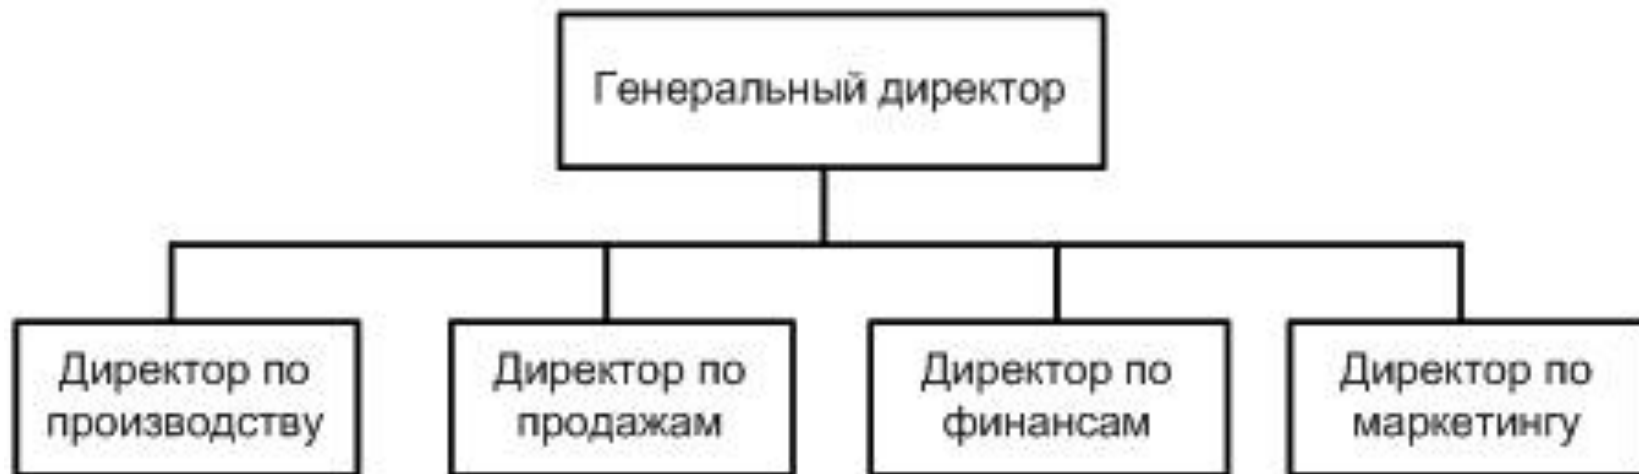 Генеральный директор
Директор по
производству
Директор по
продажам
Директор по
финансам
Директор по
маркетингу